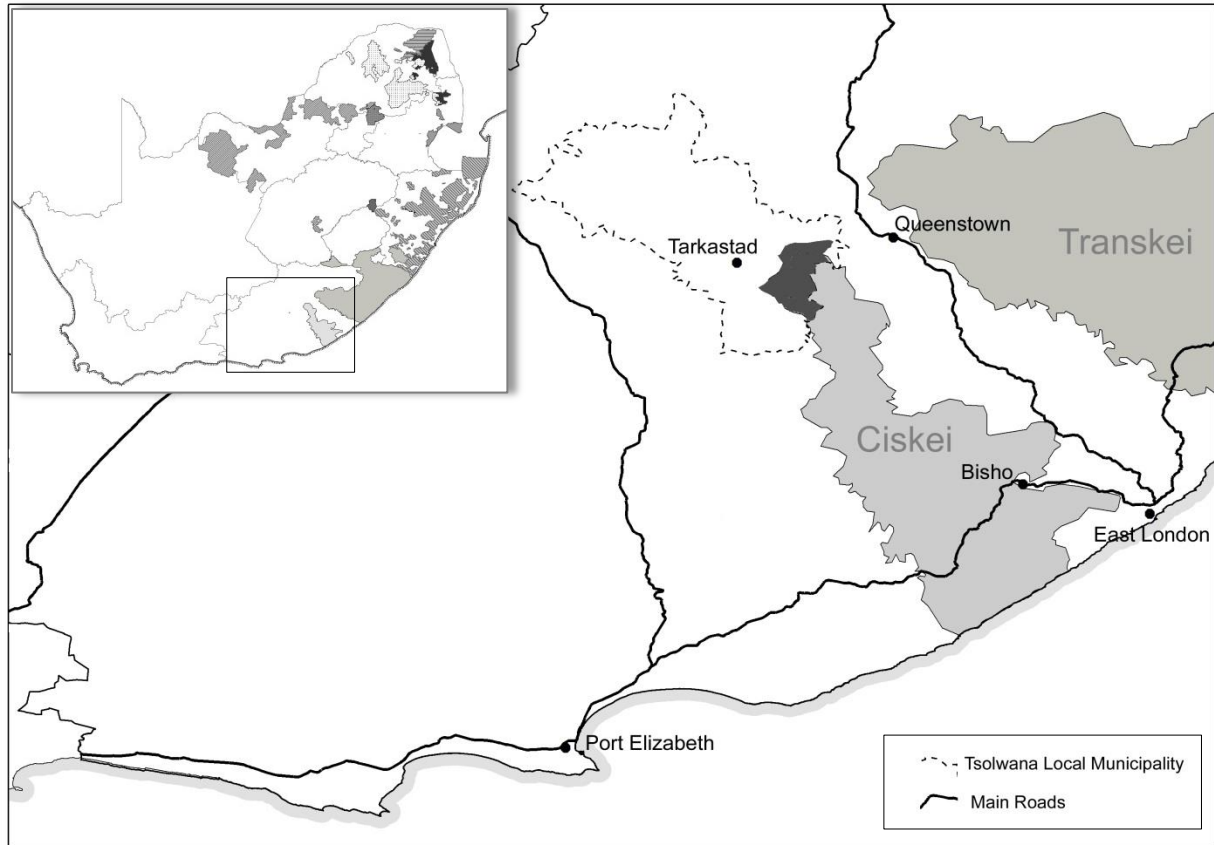 Queenstown
Transkei
Tarkastad
Ciskei
Bisho
East London
Port Elizabeth
Tsolwana Local Municipality
Main Roads